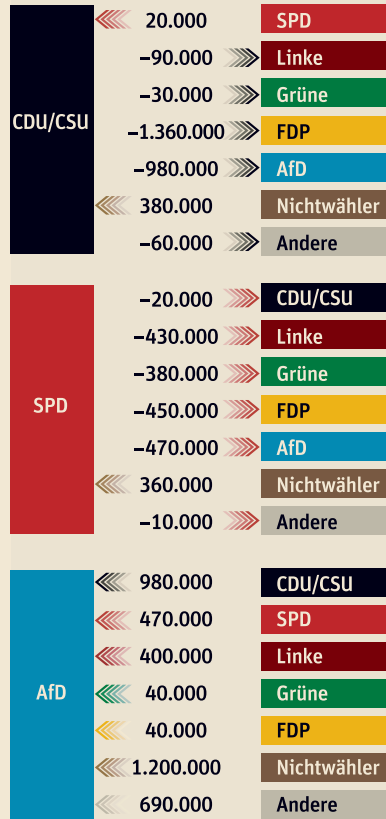 20.000 SPD
–90.000 Linke
–30.000 Grüne
CDU/CSU –1.360.000 FDP
–980.000 AfD
380.000 Nichtwähler
–60.000 Andere
–20.000 CDU/CSU
–430.000 Linke
–380.000 Grüne
SPD –450.000 FDP
–470.000 AfD
360.000 Nichtwähler
–10.000 Andere
980.000 CDU/CSU
470.000 SPD
400.000 Linke
AfD 40.000 Grüne
40.000 FDP
1.200.000 Nichtwähler
690.000 Andere